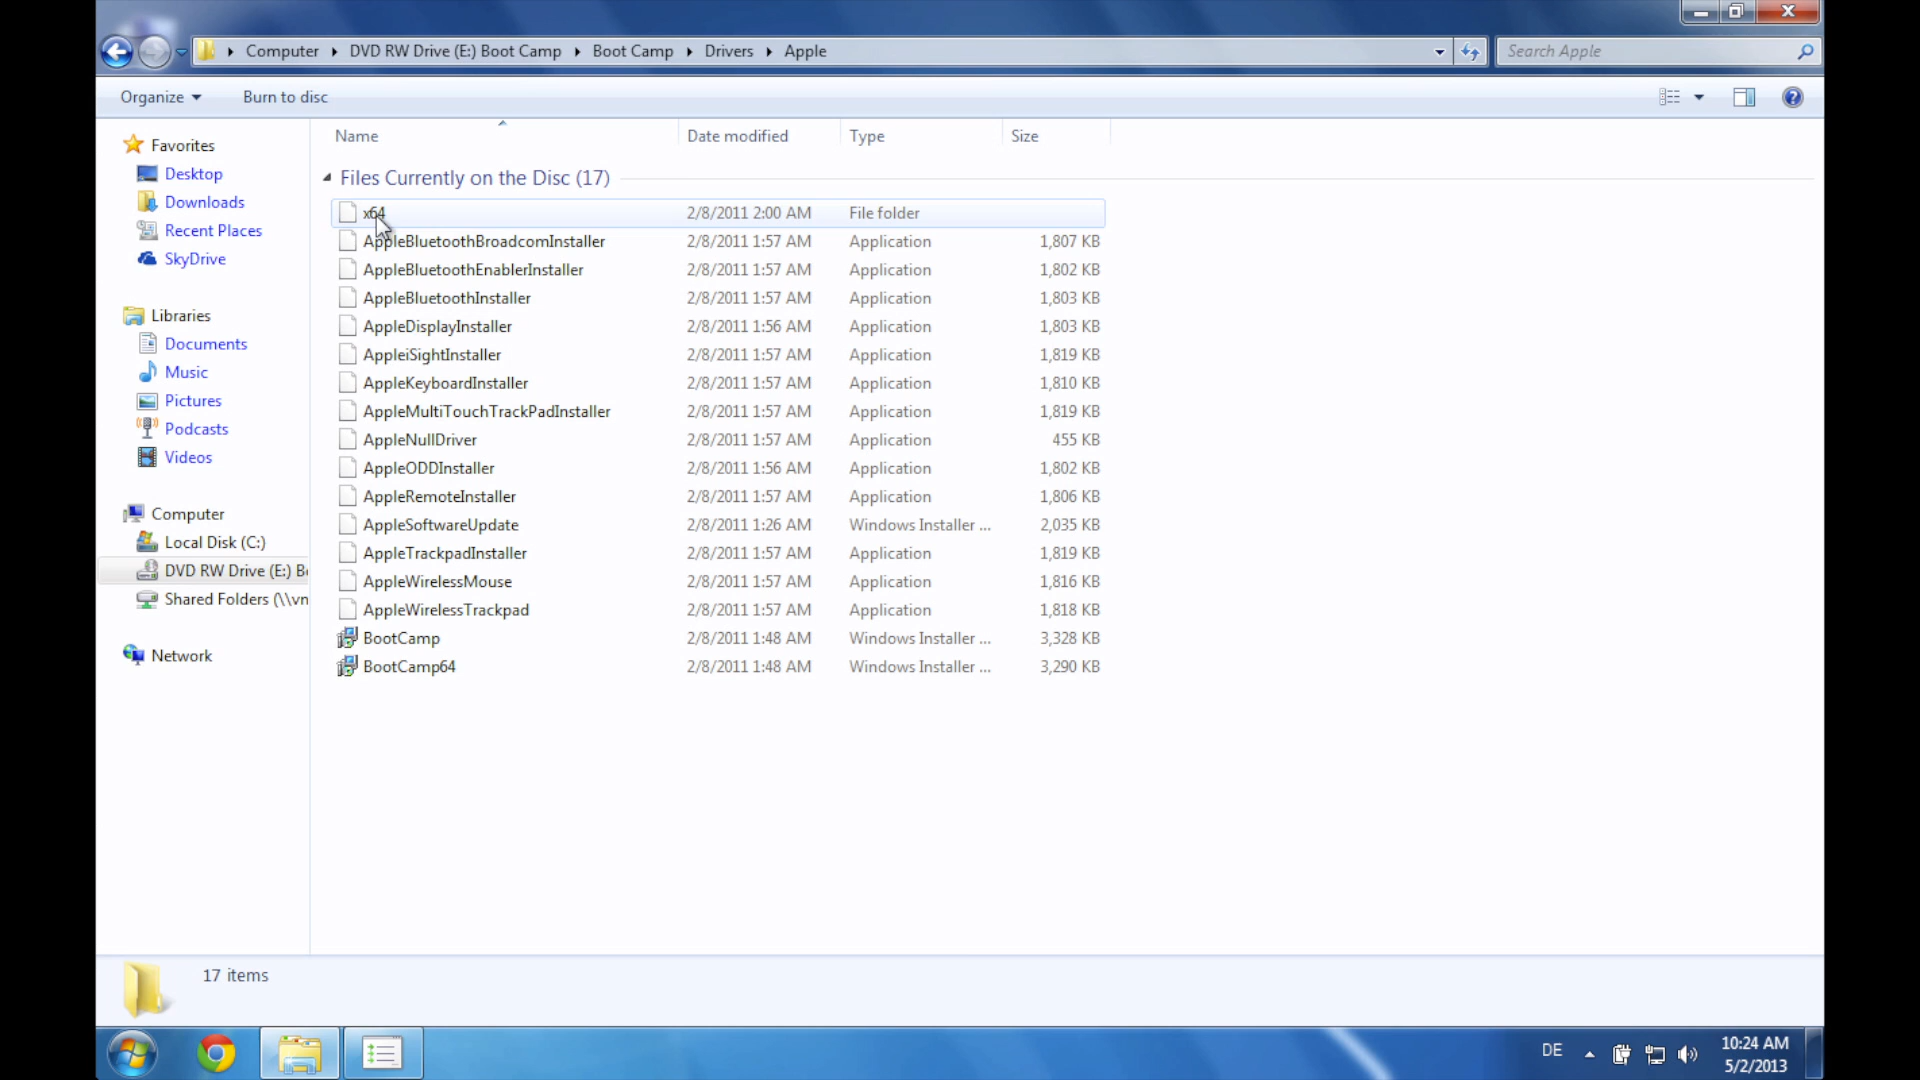 Computer ▸ DVD RW Drive (E:) Boot Camp ▸ Boot Camp ▸ Drivers ▸ Apple
Search Apple
Organize Burn to disc
Name Date modified Type Size
Favorites
Desktop
Downloads
Recent Places
SkyDrive
Libraries
Documents
Music
Pictures
Podcasts
Videos
Computer
Local Disk (C:)
DVD RW Drive (E:) B
Shared Folders (\\vn
Network
Files Currently on the Disc (17)
x64 2/8/2011 2:00 AM File folder
AppleBluetoothBroadcomInstaller 2/8/2011 1:57 AM Application 1,807 KB
AppleBluetoothEnablerInstaller 2/8/2011 1:57 AM Application 1,802 KB
AppleBluetoothInstaller 2/8/2011 1:57 AM Application 1,803 KB
AppleDisplayInstaller 2/8/2011 1:56 AM Application 1,803 KB
AppleiSightInstaller 2/8/2011 1:57 AM Application 1,819 KB
AppleKeyboardInstaller 2/8/2011 1:57 AM Application 1,810 KB
AppleMultiTouchTrackPadInstaller 2/8/2011 1:57 AM Application 1,819 KB
AppleNullDriver 2/8/2011 1:57 AM Application 455 KB
AppleODDInstaller 2/8/2011 1:56 AM Application 1,802 KB
AppleRemoteInstaller 2/8/2011 1:57 AM Application 1,806 KB
AppleSoftwareUpdate 2/8/2011 1:26 AM Windows Installer ... 2,035 KB
AppleTrackpadInstaller 2/8/2011 1:57 AM Application 1,819 KB
AppleWirelessMouse 2/8/2011 1:57 AM Application 1,816 KB
AppleWirelessTrackpad 2/8/2011 1:57 AM Application 1,818 KB
BootCamp 2/8/2011 1:48 AM Windows Installer ... 3,328 KB
BootCamp64 2/8/2011 1:48 AM Windows Installer ... 3,290 KB
17 items
DE
10:24 AM
5/2/2013